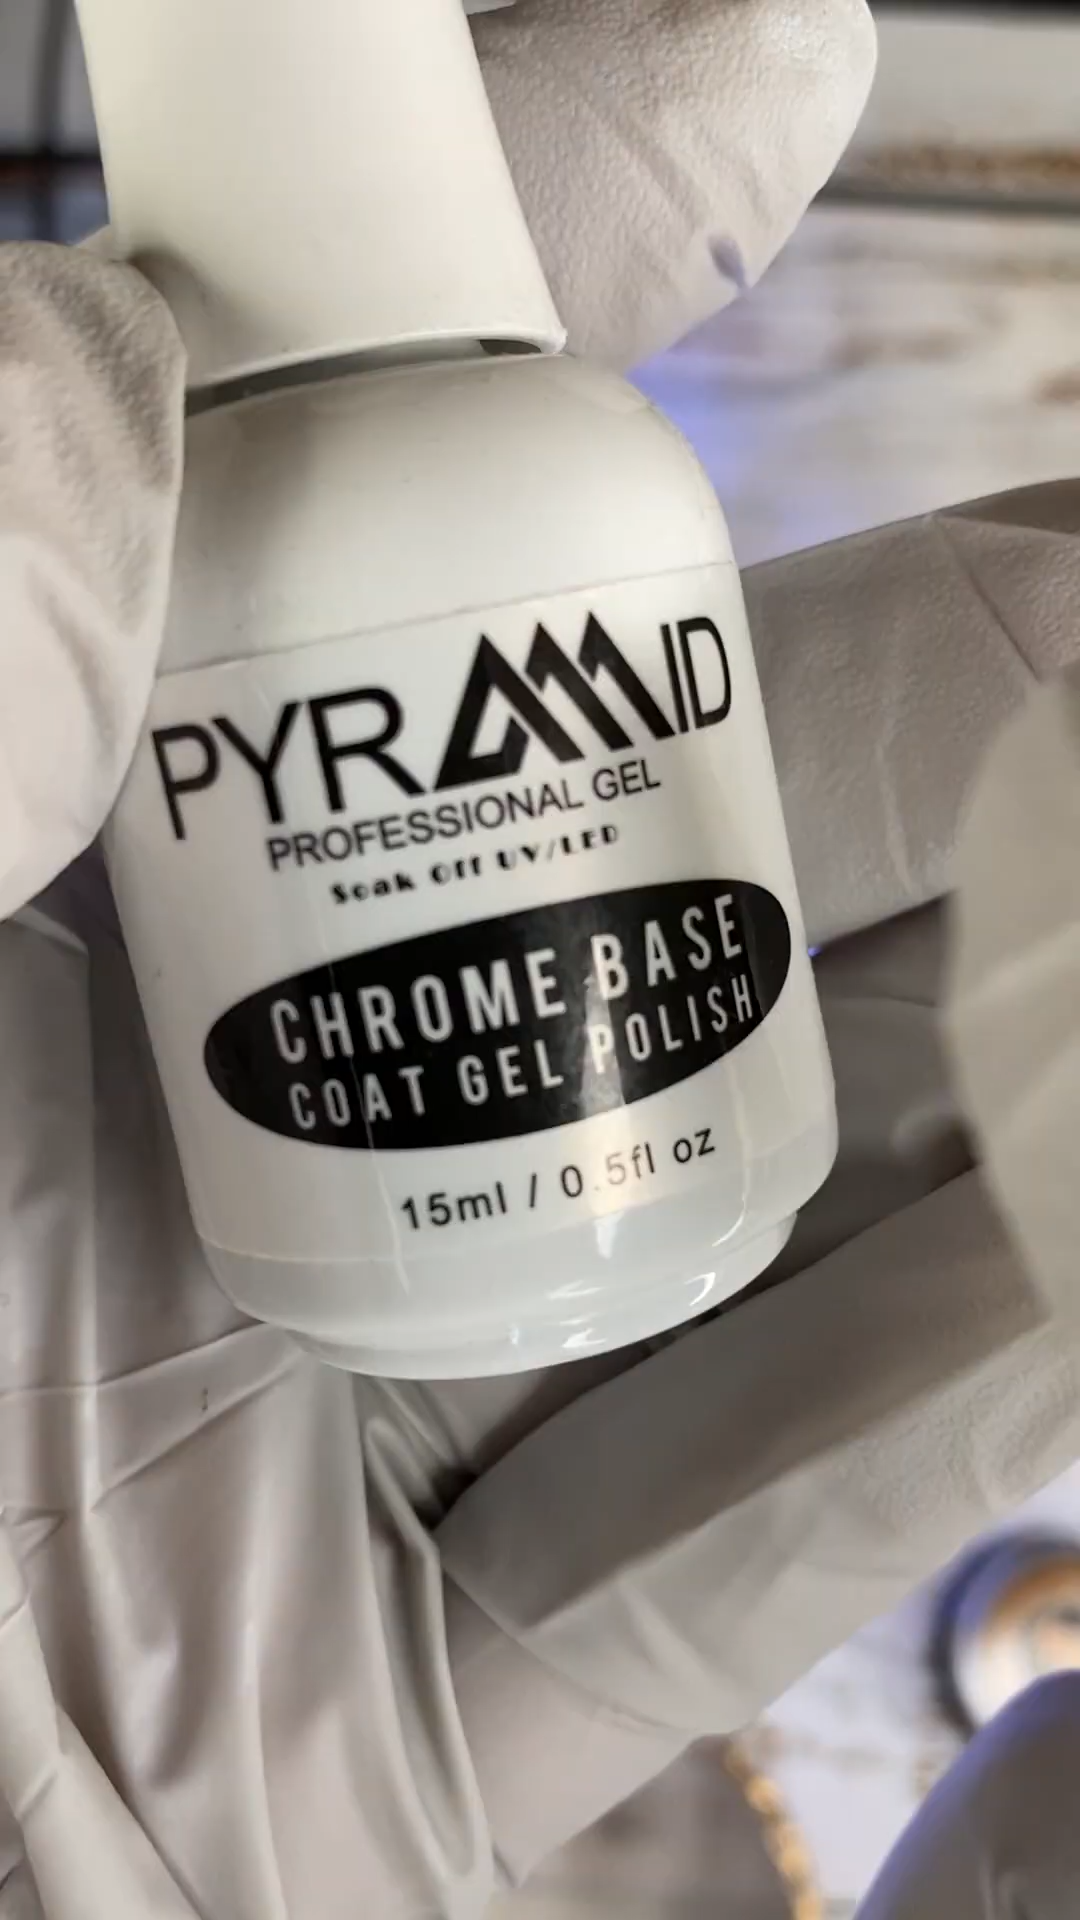 PYRAMID
PROFESSIONAL GEL
Soak Off UV/LED
CHROME BASE
COAT GEL POLISH
15ml / 0.5fl oz